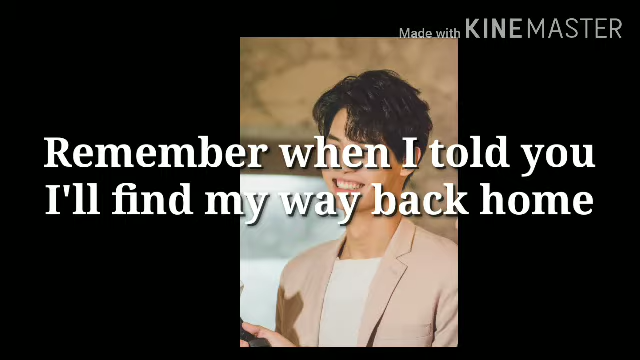 Made with KINEMASTER
Remember when I told you
I'll find my way back home